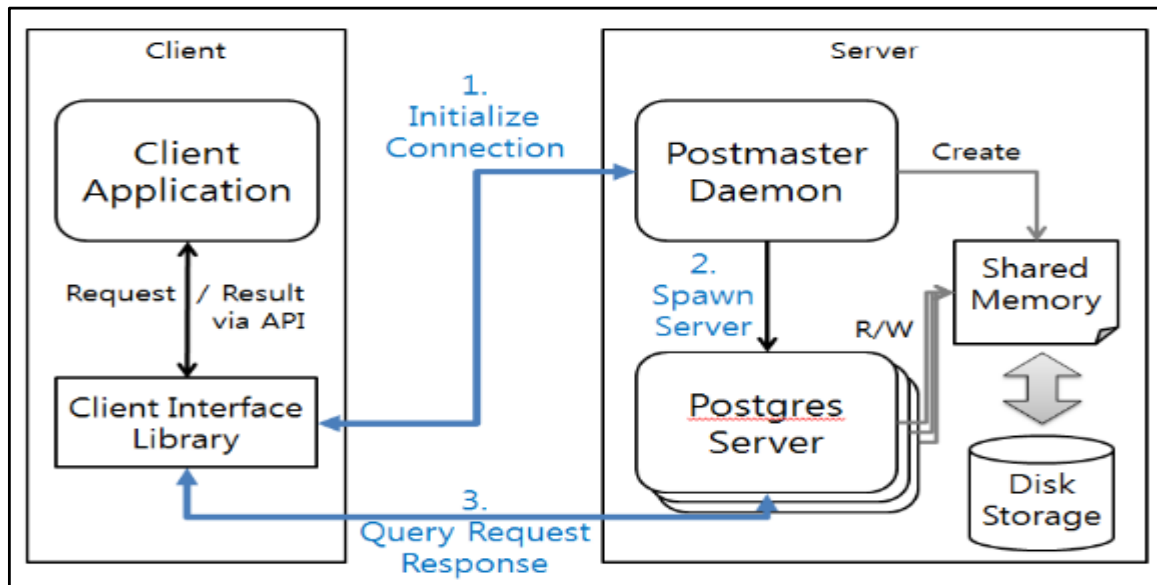 Client
Server
1.
Initialize
Connection
Client
Application
Postmaster
Daemon
Create
Request / Result
via API
2.
Spawn
Server
Shared
Memory
R/W
Client Interface
Library
Postgres
Server
3.
Query Request
Response
Disk
Storage